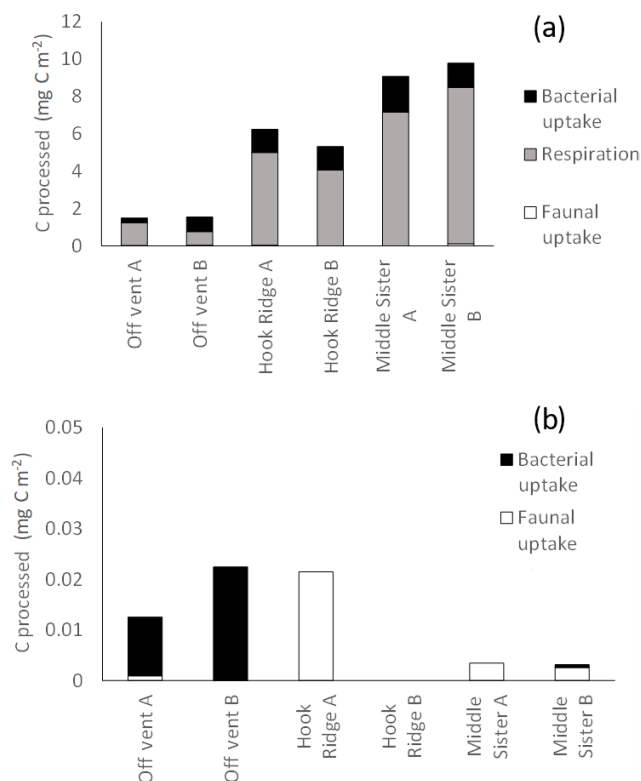 (a)
C processed (mg C m⁻²)
12
10
8
6
4
2
0
Bacterial
uptake
Respiration
Faunal
uptake
Off vent A
Off vent B
Hook Ridge A
Hook Ridge B
Middle Sister
A
Middle Sister
B
(b)
C processed (mg C m⁻²)
0.05
0.04
0.03
0.02
0.01
0
Bacterial
uptake
Faunal
uptake
Off vent A
Off vent B
Hook
Ridge A
Hook
Ridge B
Middle
Sister A
Middle
Sister B